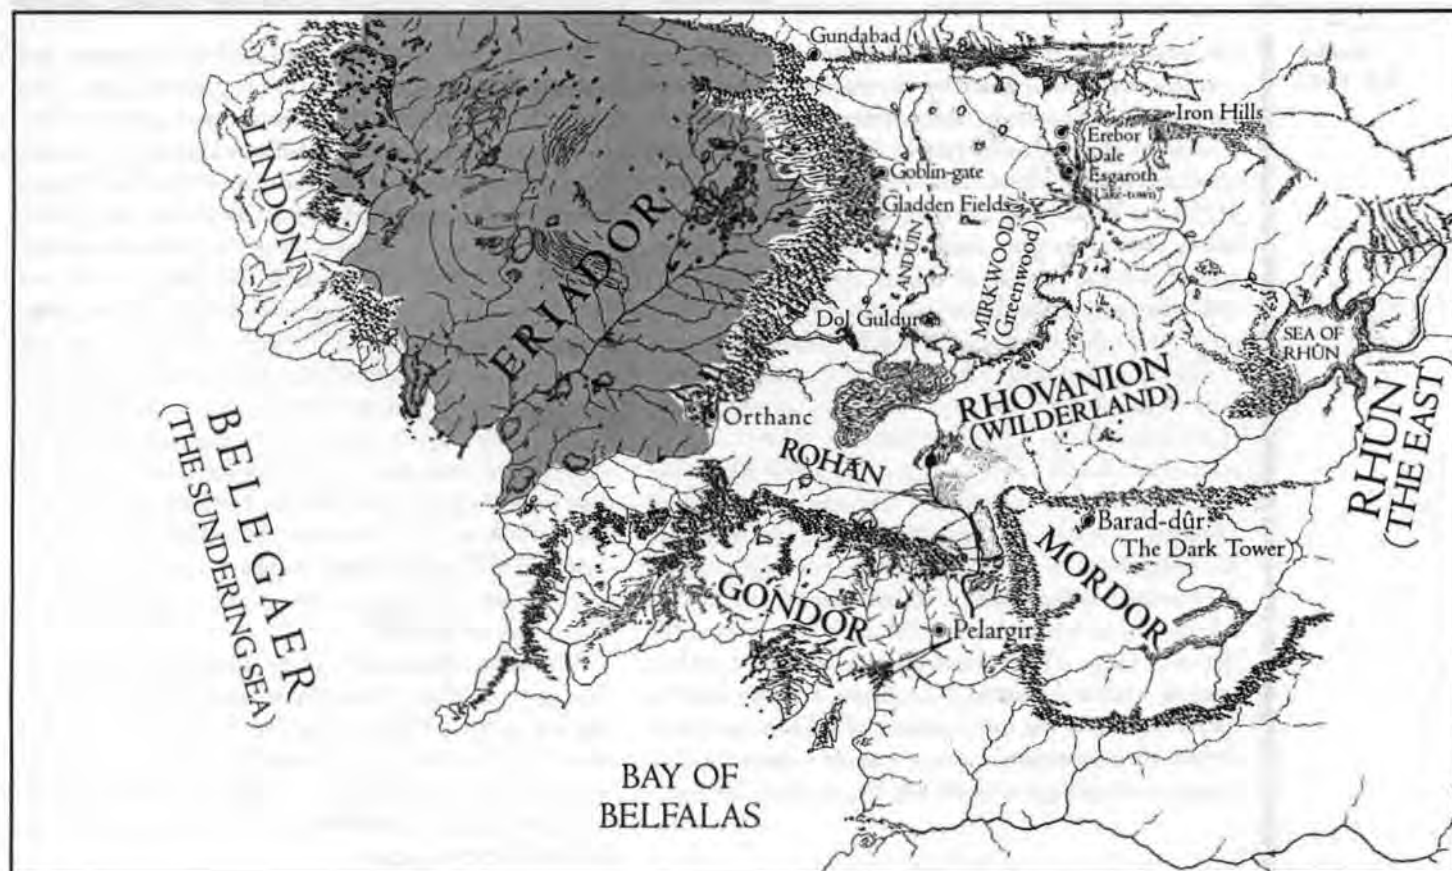 Gundabad
Iron Hills
Erebor
Dale
Esgaroth
(Lake-town)
Goblin-gate
Gladden Fields
LINDON
ERIADOR
ANDUIN
MIRKWOOD
(Greenwood)
Dol Guldur
SEA OF
RHÛN
RHOVANION
(WILDERLAND)
RHÛN
(THE EAST)
Orthanc
ROHAN
BELEGAER
(THE SUNDERING SEA)
Barad-dûr
(The Dark Tower)
MORDOR
GONDOR
Pelargir
BAY OF
BELFALAS